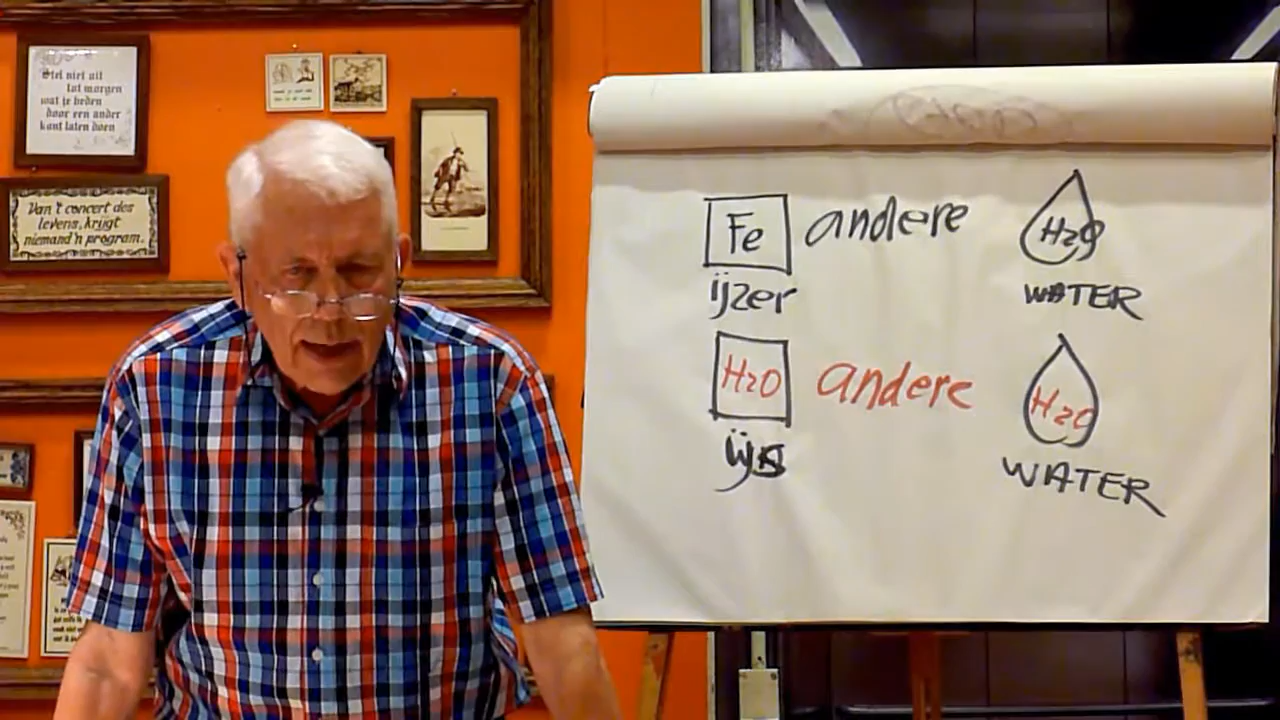 Stel niet uit
tot morgen
wat je heden
door een ander
kant laten doen
Van 't concert des
levens, krijgt
niemand 'n program.
Fe andere H2O
ijzer WATER
H2O andere H2O
ijs WATER